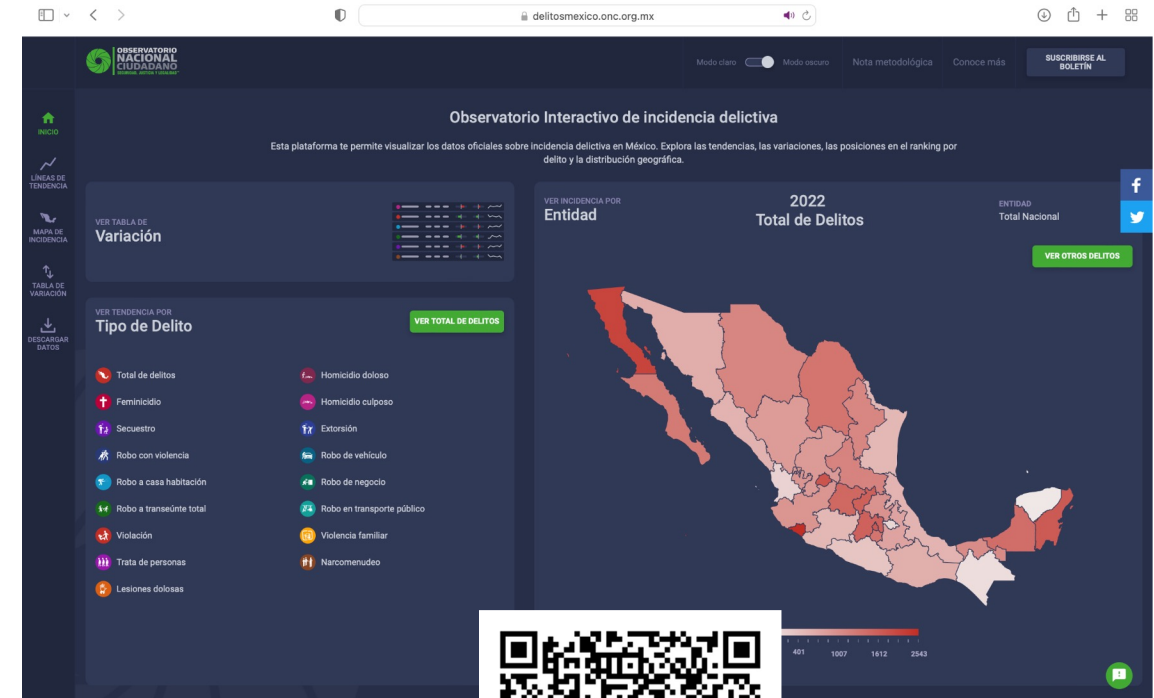 delitosmexico.onc.org.mx
OBSERVATORIO
NACIONAL
CIUDADANO
SEGURIDAD, JUSTICIA Y LEGALIDAD
Modo claro
Modo oscuro
Nota metodológica
Conoce más
SUSCRIBIRSE AL
BOLETÍN
INICIO
LÍNEAS DE
TENDENCIA
MAPA DE
INCIDENCIA
TABLA DE
VARIACIÓN
DESCARGAR
DATOS
Observatorio Interactivo de incidencia delictiva
Esta plataforma te permite visualizar los datos oficiales sobre incidencia delictiva en México. Explora las tendencias, las variaciones, las posiciones en el ranking por
delito y la distribución geográfica.
VER TABLA DE
Variación
VER TENDENCIA POR
Tipo de Delito
VER TOTAL DE DELITOS
Total de delitos
Homicidio doloso
Feminicidio
Homicidio culposo
Secuestro
Extorsión
Robo con violencia
Robo de vehículo
Robo a casa habitación
Robo de negocio
Robo a transeúnte total
Robo en transporte público
Violación
Violencia familiar
Trata de personas
Narcomenudeo
Lesiones dolosas
VER INCIDENCIA POR
Entidad
2022
Total de Delitos
ENTIDAD
Total Nacional
VER OTROS DELITOS
401 1007 1612 2543
f